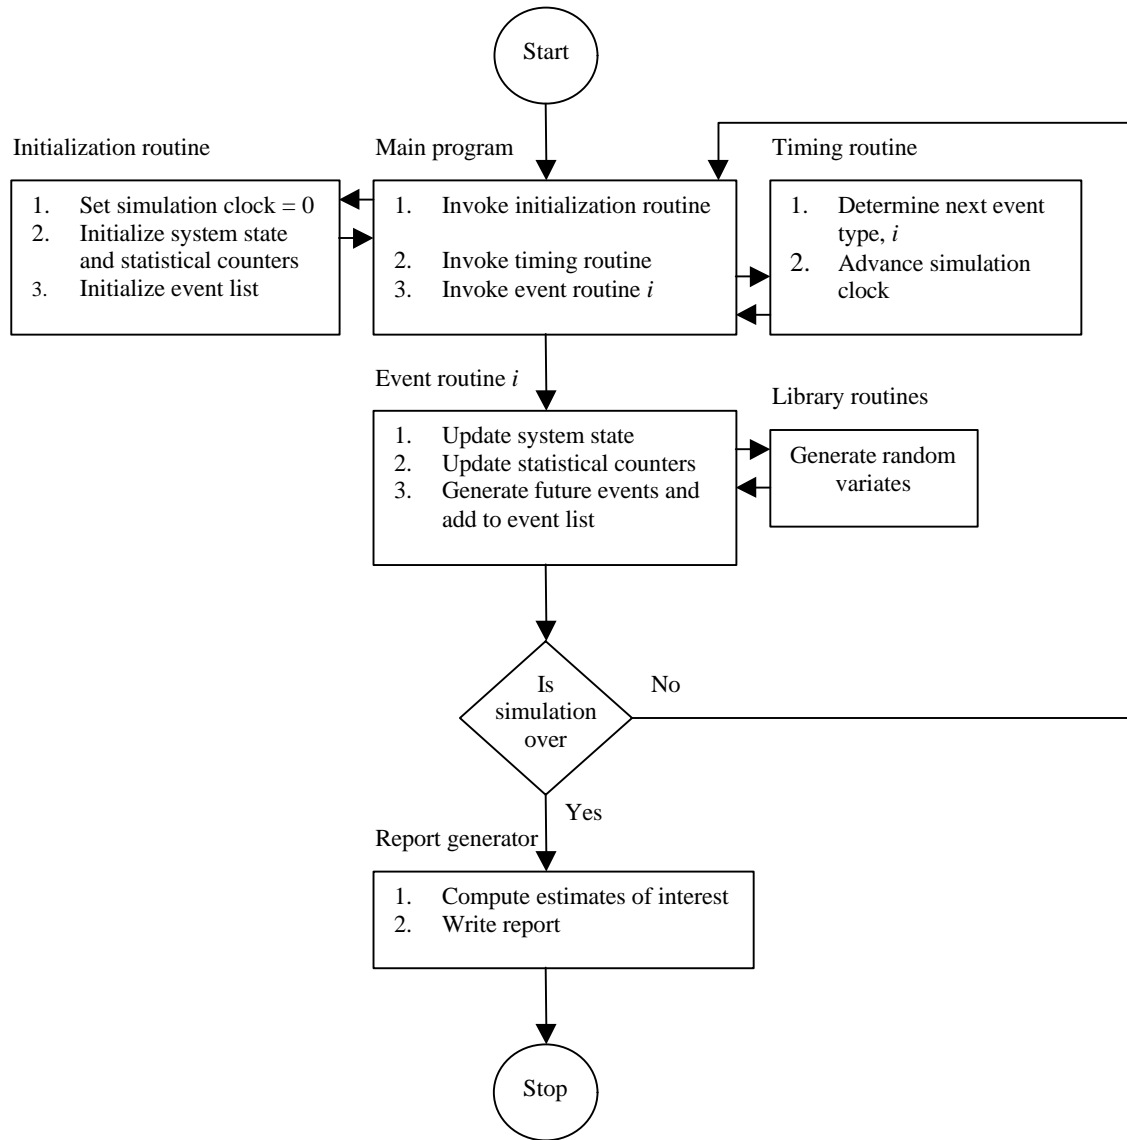 Start
Initialization routine
Main program
Timing routine
1. Set simulation clock = 0
2. Initialize system state
and statistical counters
3. Initialize event list
1. Invoke initialization routine
2. Invoke timing routine
3. Invoke event routine i
1. Determine next event
type, i
2. Advance simulation
clock
Event routine i
Library routines
1. Update system state
2. Update statistical counters
3. Generate future events and
add to event list
Generate random
variates
Is
simulation
over
No
Yes
Report generator
1. Compute estimates of interest
2. Write report
Stop